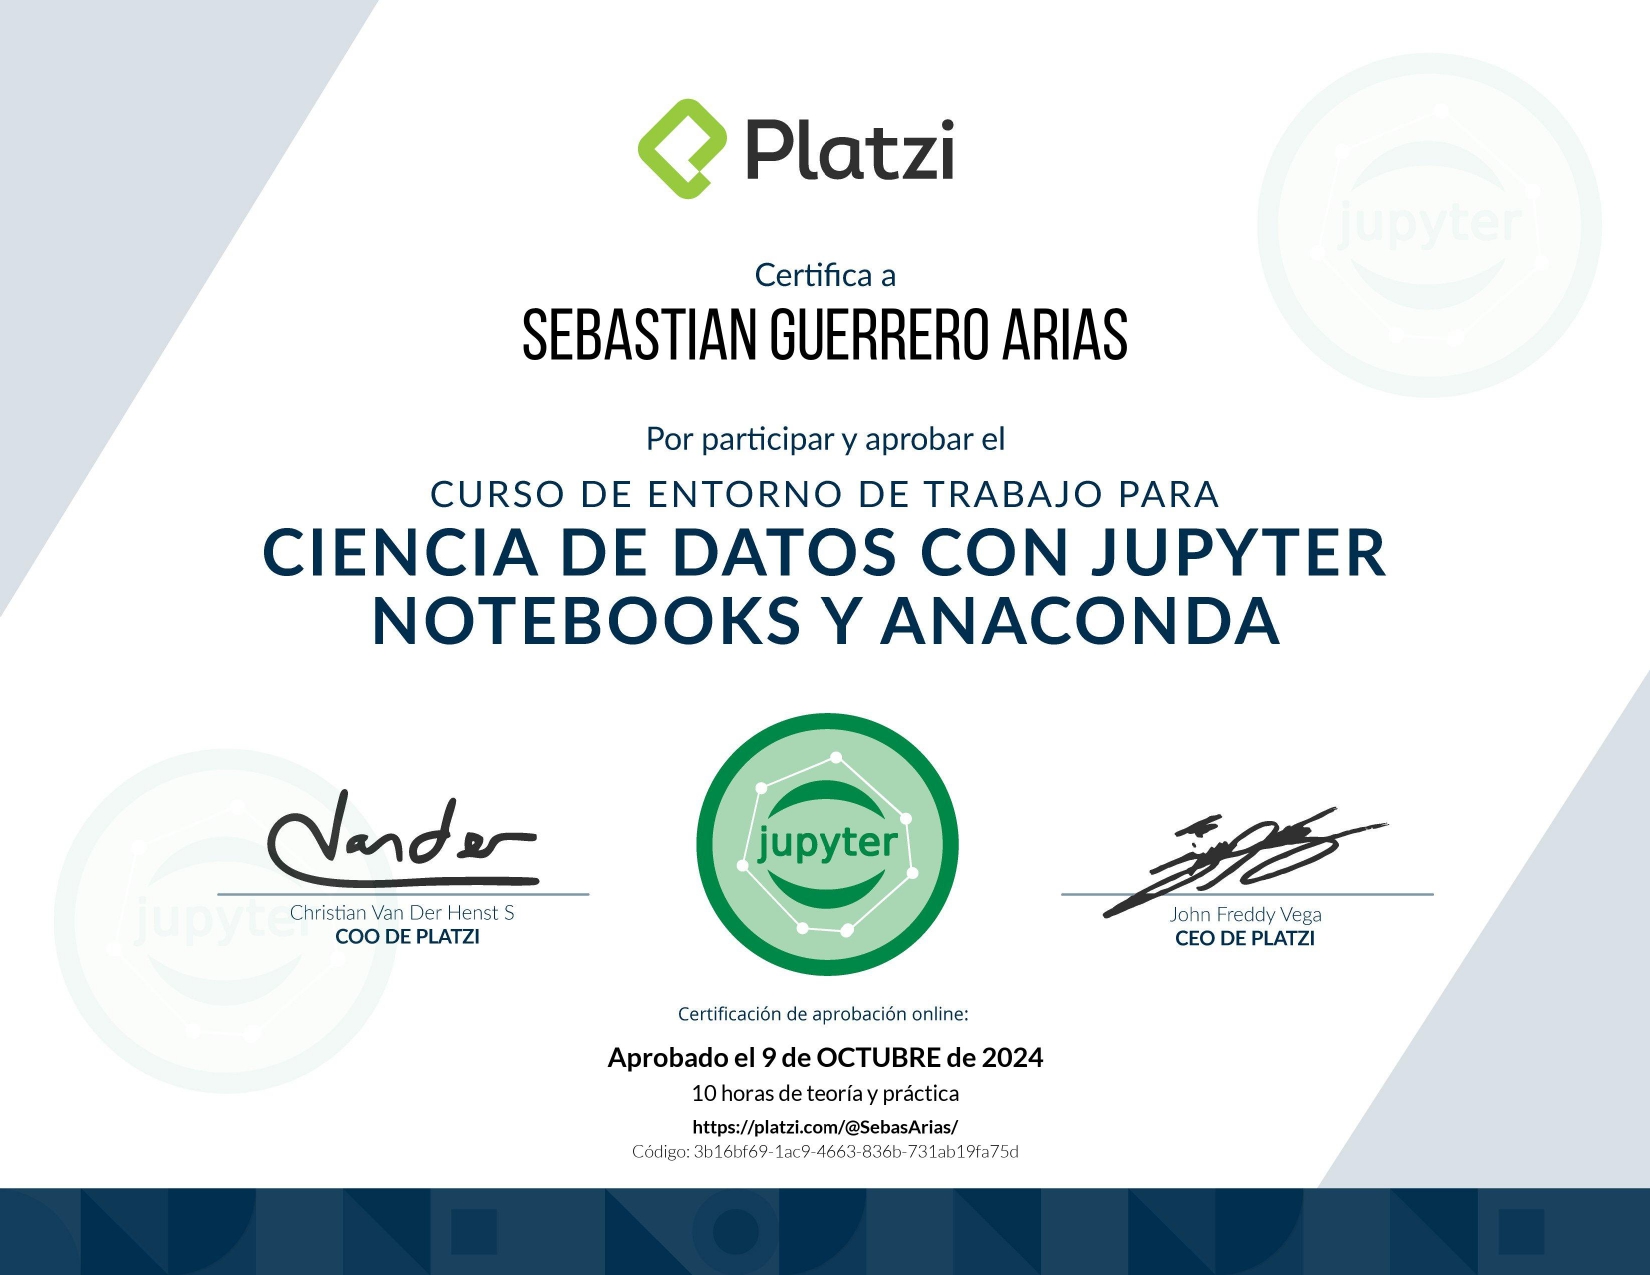 Platzi
jupyter
Certifica a
SEBASTIAN GUERRERO ARIAS
Por participar y aprobar el
CURSO DE ENTORNO DE TRABAJO PARA
CIENCIA DE DATOS CON JUPYTER
NOTEBOOKS Y ANACONDA
Vander
jupyter
jupyter
Christian Van Der Henst S
COO DE PLATZI
John Freddy Vega
CEO DE PLATZI
Certificación de aprobación online:
Aprobado el 9 de OCTUBRE de 2024
10 horas de teoría y práctica
https://platzi.com/@SebasArias/
Código: 3b16bf69-1ac9-4663-836b-731ab19fa75d